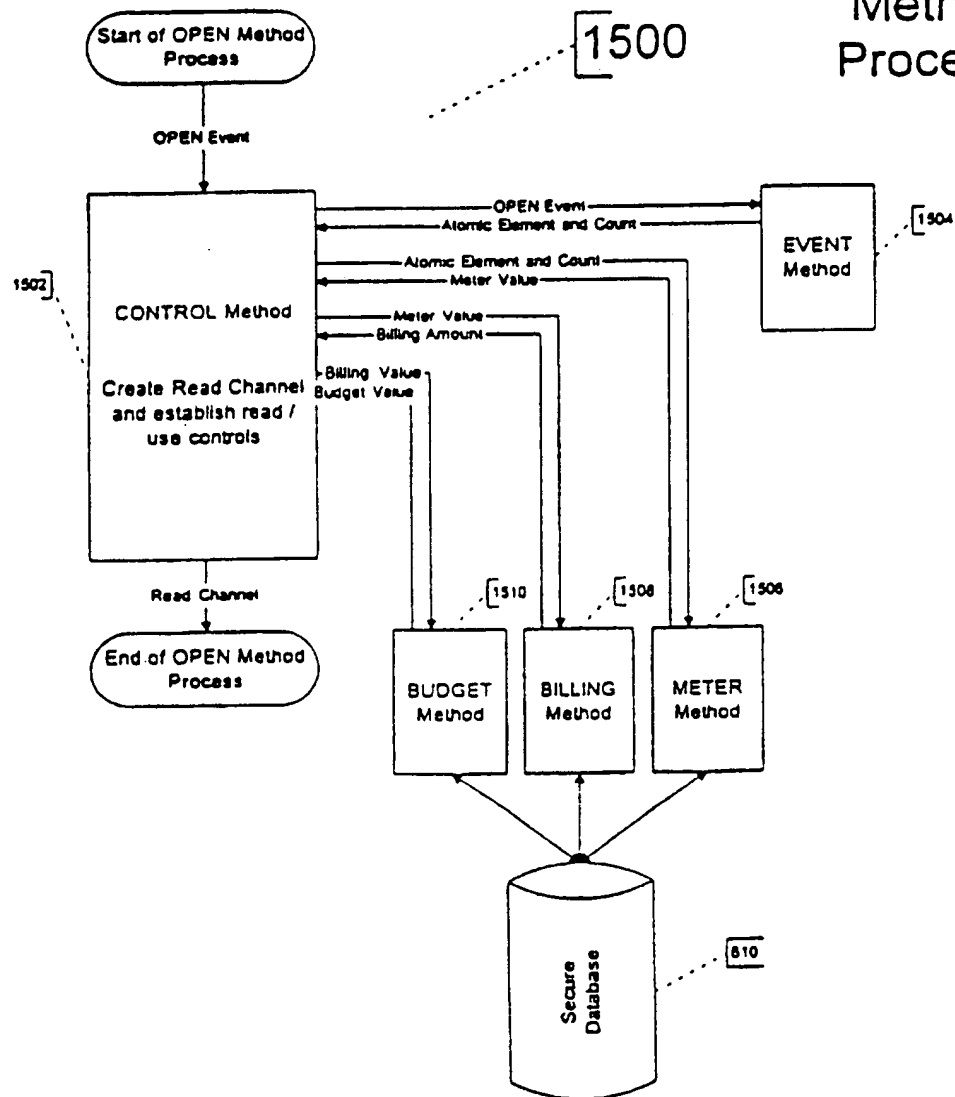 Start of OPEN Method
Process
1500
Proce
OPEN Event
OPEN Event
Atomic Element and Count
EVENT
Method
1504
Atomic Element and Count
Meter Value
1502
CONTROL Method
Meter Value
Billing Amount
Billing Value
Budget Value
Create Read Channel
and establish read /
use controls
Read Channel
End of OPEN Method
Process
1510
1508
1506
BUDGET
Method
BILLING
Method
METER
Method
Secure
Database
610